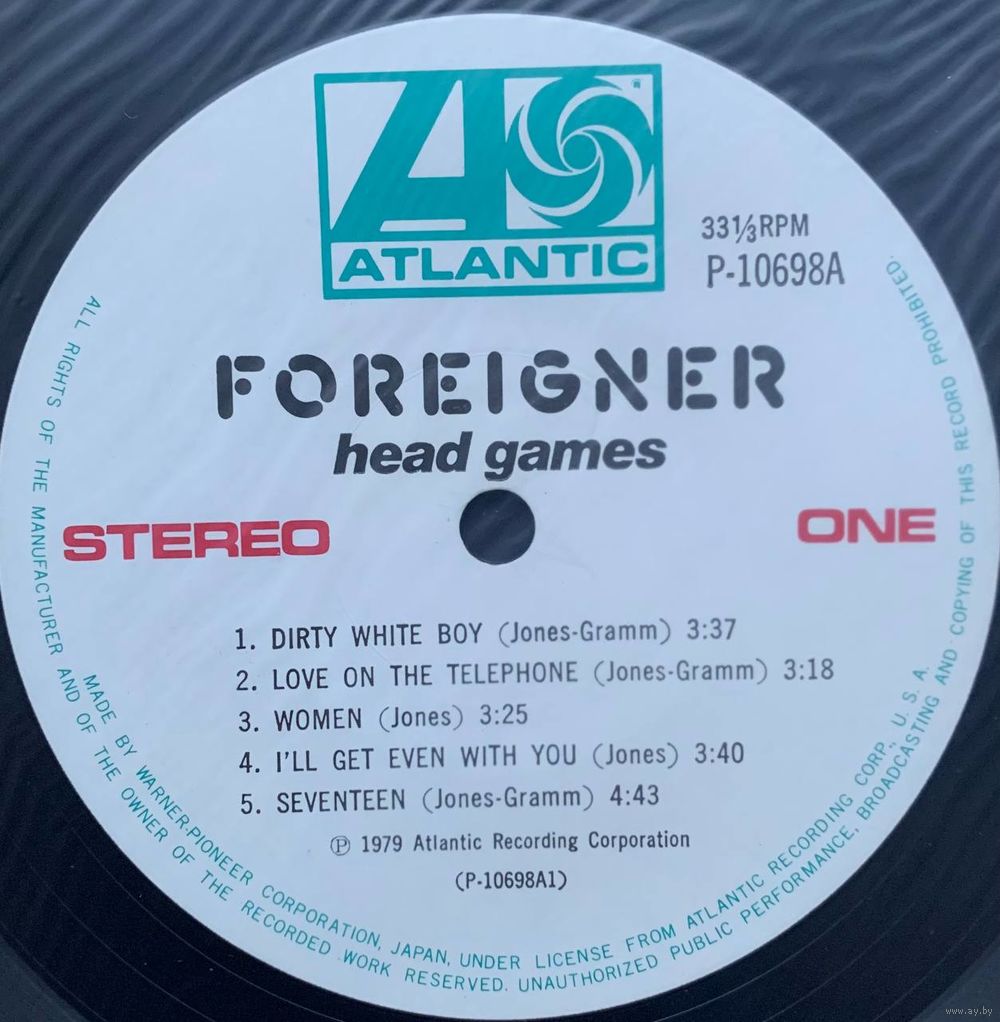 ATLANTIC
33⅓RPM
P-10698A
FOREIGNER
head games
STEREO
ONE
1. DIRTY WHITE BOY (Jones-Gramm) 3:37
2. LOVE ON THE TELEPHONE (Jones-Gramm) 3:18
3. WOMEN (Jones) 3:25
4. I'LL GET EVEN WITH YOU (Jones) 3:40
5. SEVENTEEN (Jones-Gramm) 4:43
Ⓟ 1979 Atlantic Recording Corporation
(P-10698A1)
MADE BY WARNER-PIONEER CORPORATION, JAPAN, UNDER LICENSE FROM ATLANTIC RECORDING CORP., U. S. A.
ALL RIGHTS OF THE MANUFACTURER AND OF THE OWNER OF THE RECORDED WORK RESERVED. UNAUTHORIZED PUBLIC PERFORMANCE, BROADCASTING AND COPYING OF THIS RECORD PROHIBITED.
www.ay.by